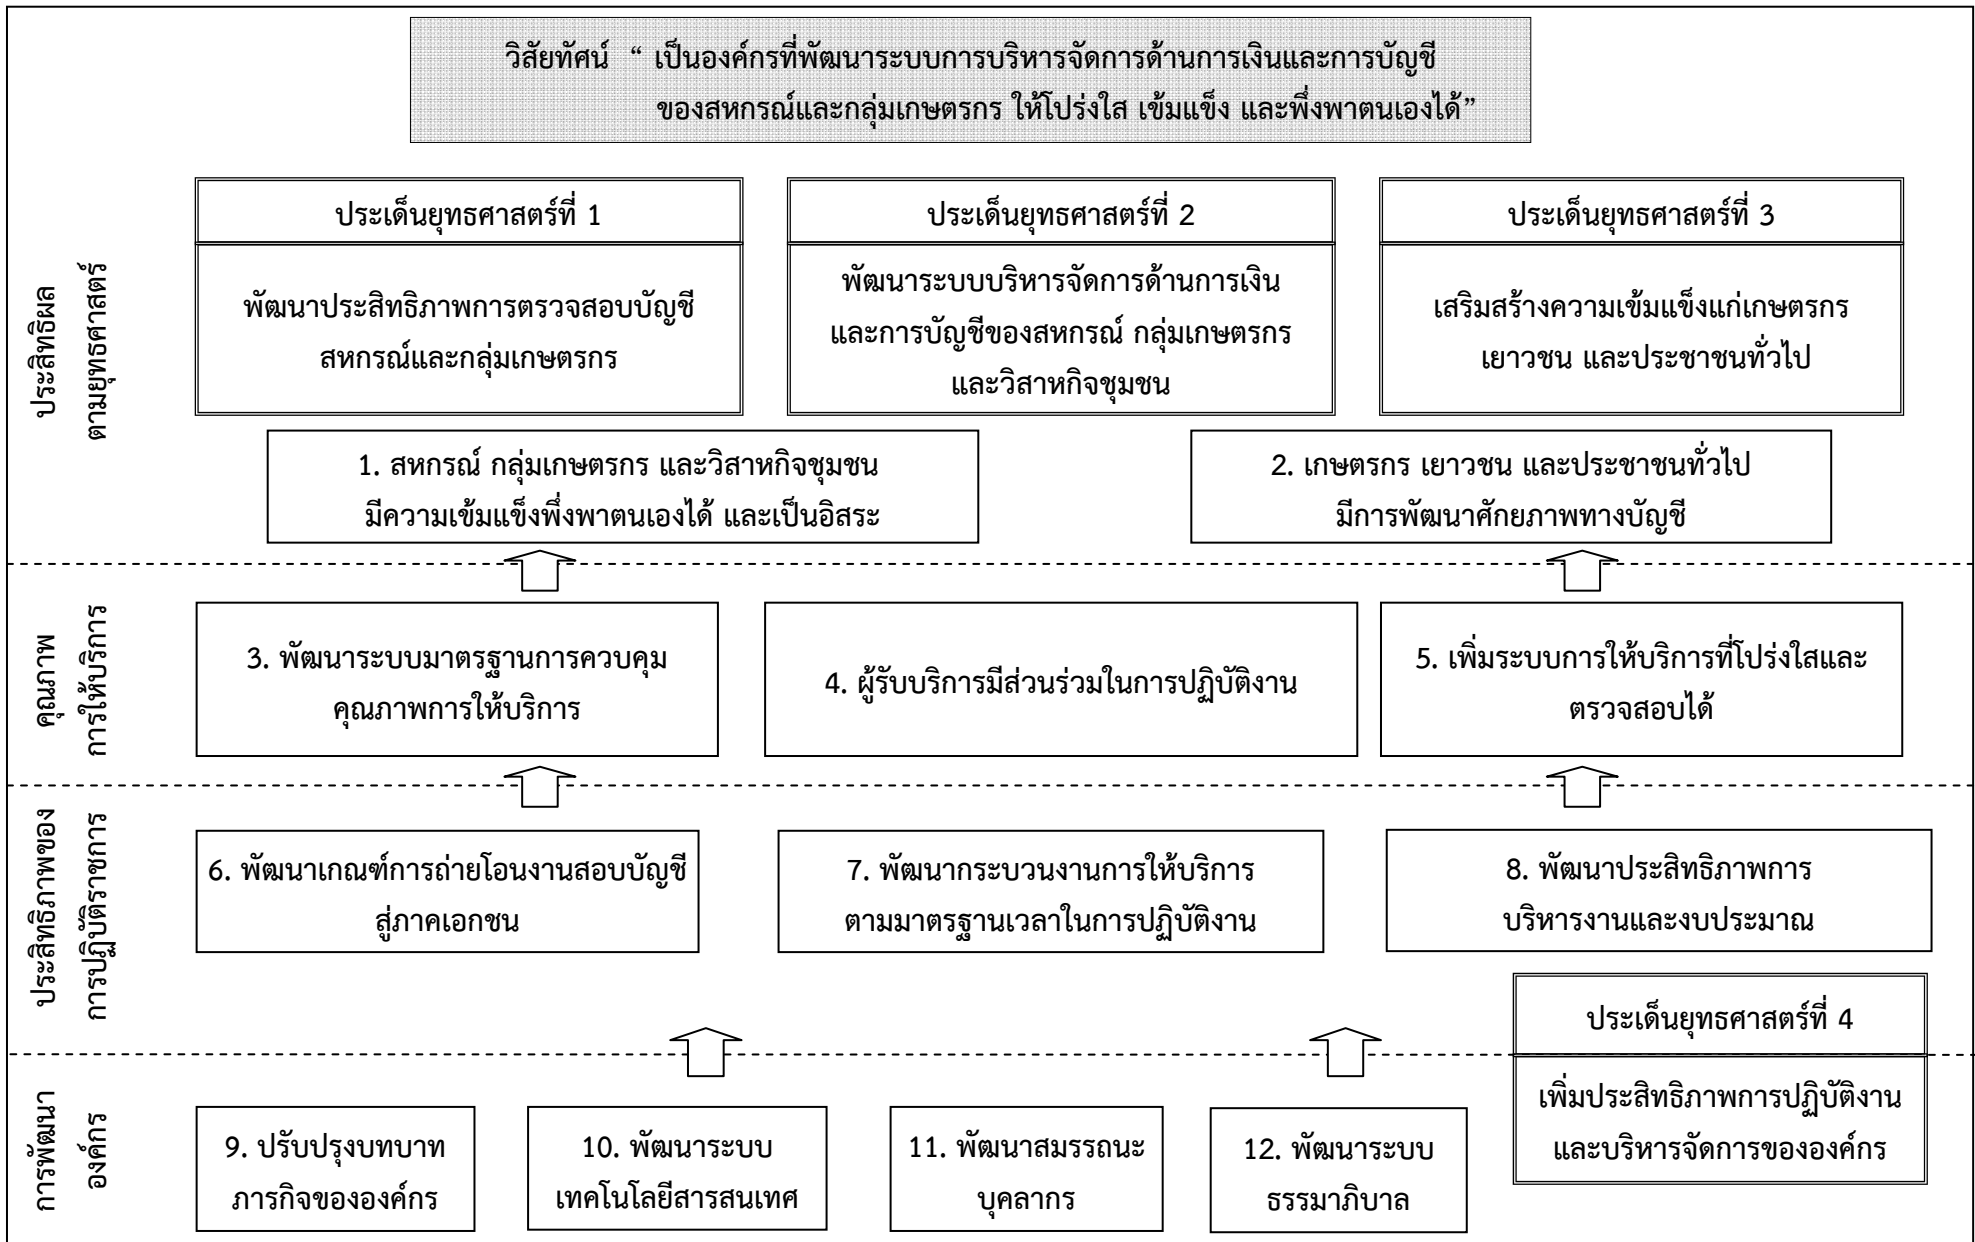 วิสัยทัศน์ “ เป็นองค์กรที่พัฒนาระบบการบริหารจัดการด้านการเงินและการบัญชี
ของสหกรณ์และกลุ่มเกษตรกร ให้โปร่งใส เข้มแข็ง และพึ่งพาตนเองได้”
ประสิทธิผล
ตามยุทธศาสตร์
ประเด็นยุทธศาสตร์ที่ 1
พัฒนาประสิทธิภาพการตรวจสอบบัญชี
สหกรณ์และกลุ่มเกษตรกร
ประเด็นยุทธศาสตร์ที่ 2
พัฒนาระบบบริหารจัดการด้านการเงิน
และการบัญชีของสหกรณ์ กลุ่มเกษตรกร
และวิสาหกิจชุมชน
ประเด็นยุทธศาสตร์ที่ 3
เสริมสร้างความเข้มแข็งแก่เกษตรกร
เยาวชน และประชาชนทั่วไป
1. สหกรณ์ กลุ่มเกษตรกร และวิสาหกิจชุมชน
มีความเข้มแข็งพึ่งพาตนเองได้ และเป็นอิสระ
2. เกษตรกร เยาวชน และประชาชนทั่วไป
มีการพัฒนาศักยภาพทางบัญชี
คุณภาพ
การให้บริการ
3. พัฒนาระบบมาตรฐานการควบคุม
คุณภาพการให้บริการ
4. ผู้รับบริการมีส่วนร่วมในการปฏิบัติงาน
5. เพิ่มระบบการให้บริการที่โปร่งใสและ
ตรวจสอบได้
ประสิทธิภาพของ
การปฏิบัติราชการ
6. พัฒนาเกณฑ์การถ่ายโอนงานสอบบัญชี
สู่ภาคเอกชน
7. พัฒนากระบวนงานการให้บริการ
ตามมาตรฐานเวลาในการปฏิบัติงาน
8. พัฒนาประสิทธิภาพการ
บริหารงานและงบประมาณ
ประเด็นยุทธศาสตร์ที่ 4
เพิ่มประสิทธิภาพการปฏิบัติงาน
และบริหารจัดการขององค์กร
การพัฒนา
องค์กร
9. ปรับปรุงบทบาท
ภารกิจขององค์กร
10. พัฒนาระบบ
เทคโนโลยีสารสนเทศ
11. พัฒนาสมรรถนะ
บุคลากร
12. พัฒนาระบบ
ธรรมาภิบาล